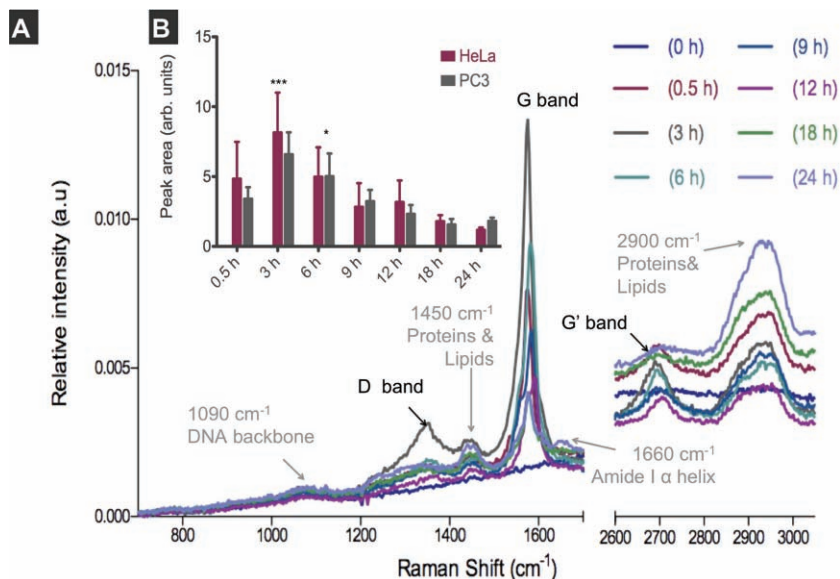 A
B
HeLa
PC3
Peak area (arb. units)
15
10
5
0
***
*
0.5 h
3 h
6 h
9 h
12 h
18 h
24 h
G band
(0 h)
(9 h)
(0.5 h)
(12 h)
(3 h)
(18 h)
(6 h)
(24 h)
Relative intensity (a.u)
0.015
0.010
0.005
0.000
2900 cm⁻¹
Proteins&
Lipids
1450 cm⁻¹
Proteins &
Lipids
G’ band
D band
1090 cm⁻¹
DNA backbone
1660 cm⁻¹
Amide I α helix
800
1000
1200
1400
1600
2600
2700
2800
2900
3000
Raman Shift (cm⁻¹)